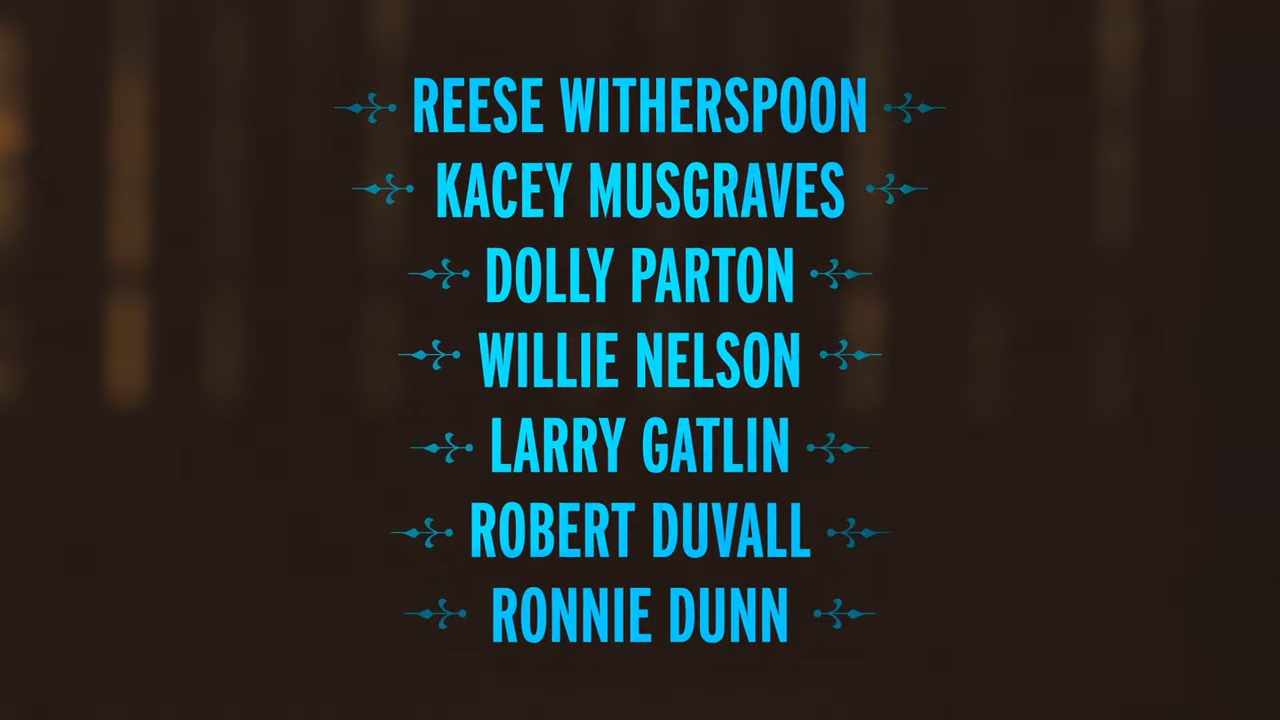 REESE WITHERSPOON
KACEY MUSGRAVES
DOLLY PARTON
WILLIE NELSON
LARRY GATLIN
ROBERT DUVALL
RONNIE DUNN